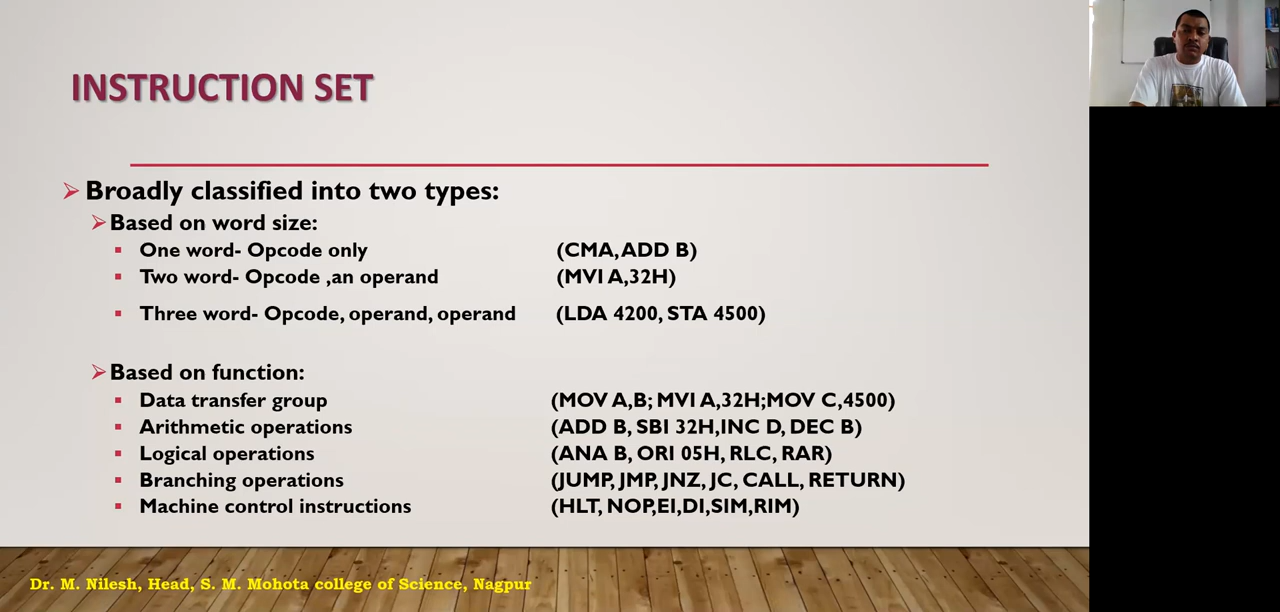 INSTRUCTION SET
Broadly classified into two types:
Based on word size:
One word- Opcode only (CMA, ADD B)
Two word- Opcode ,an operand (MVI A,32H)
Three word- Opcode, operand, operand (LDA 4200, STA 4500)
Based on function:
Data transfer group (MOV A,B; MVI A,32H;MOV C,4500)
Arithmetic operations (ADD B, SBI 32H,INC D, DEC B)
Logical operations (ANA B, ORI 05H, RLC, RAR)
Branching operations (JUMP, JMP, JNZ, JC, CALL, RETURN)
Machine control instructions (HLT, NOP,EI,DI,SIM,RIM)
Dr. M. Nilesh, Head, S. M. Mohota college of Science, Nagpur